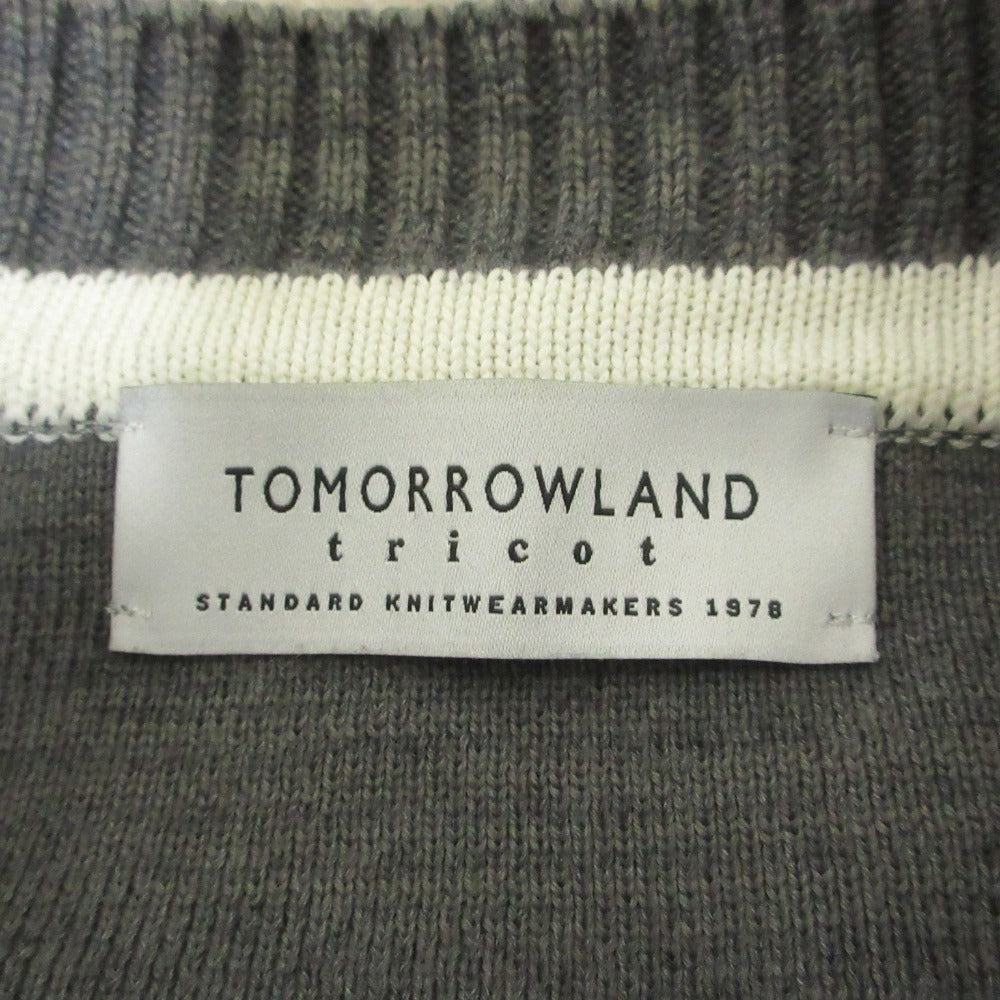 TOMORROWLAND
tricot
STANDARD KNITWEARMAKERS 1978